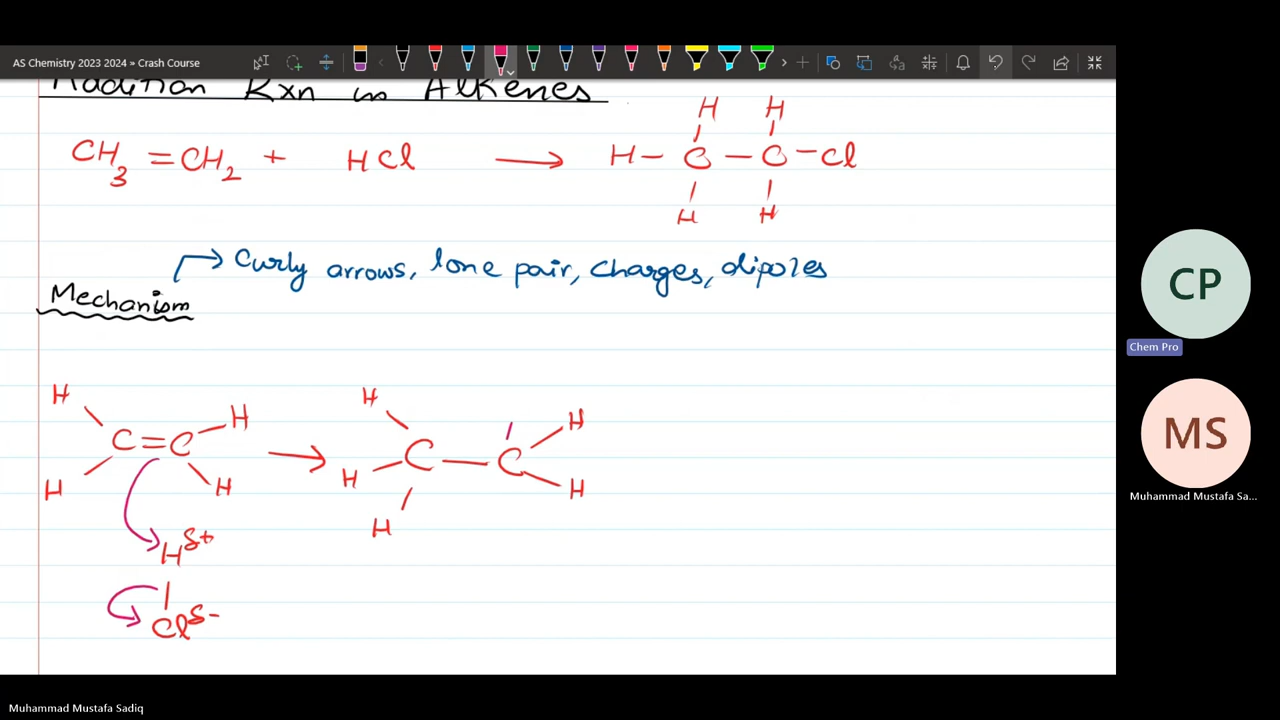 AS Chemistry 2023 2024 » Crash Course
Addition Rxn in Alkenes
H H
CH3 = CH2 + HCl → H - C - C - Cl
H H
→ Curly arrows, lone pair, charges, dipoles
Mechanism
H H
H H
C = C → C - C
H H H H
H
Hδ+
Clδ-
CP
Chem Pro
MS
Muhammad Mustafa Sa...
Muhammad Mustafa Sadiq